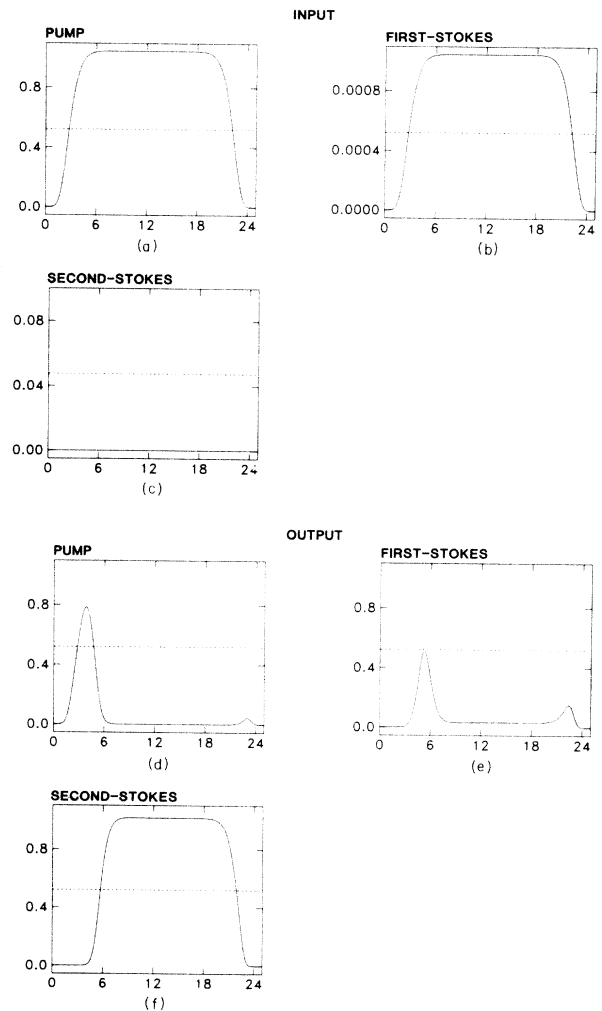 INPUT
PUMP
0.8
0.4
0.0
0 6 12 18 24
(a)
FIRST-STOKES
0.0008
0.0004
0.0000
0 6 12 18 24
(b)
SECOND-STOKES
0.08
0.04
0.00
0 6 12 18 24
(c)
OUTPUT
PUMP
0.8
0.4
0.0
0 6 12 18 24
(d)
FIRST-STOKES
0.8
0.4
0.0
0 6 12 18 24
(e)
SECOND-STOKES
0.8
0.4
0.0
0 6 12 18 24
(f)